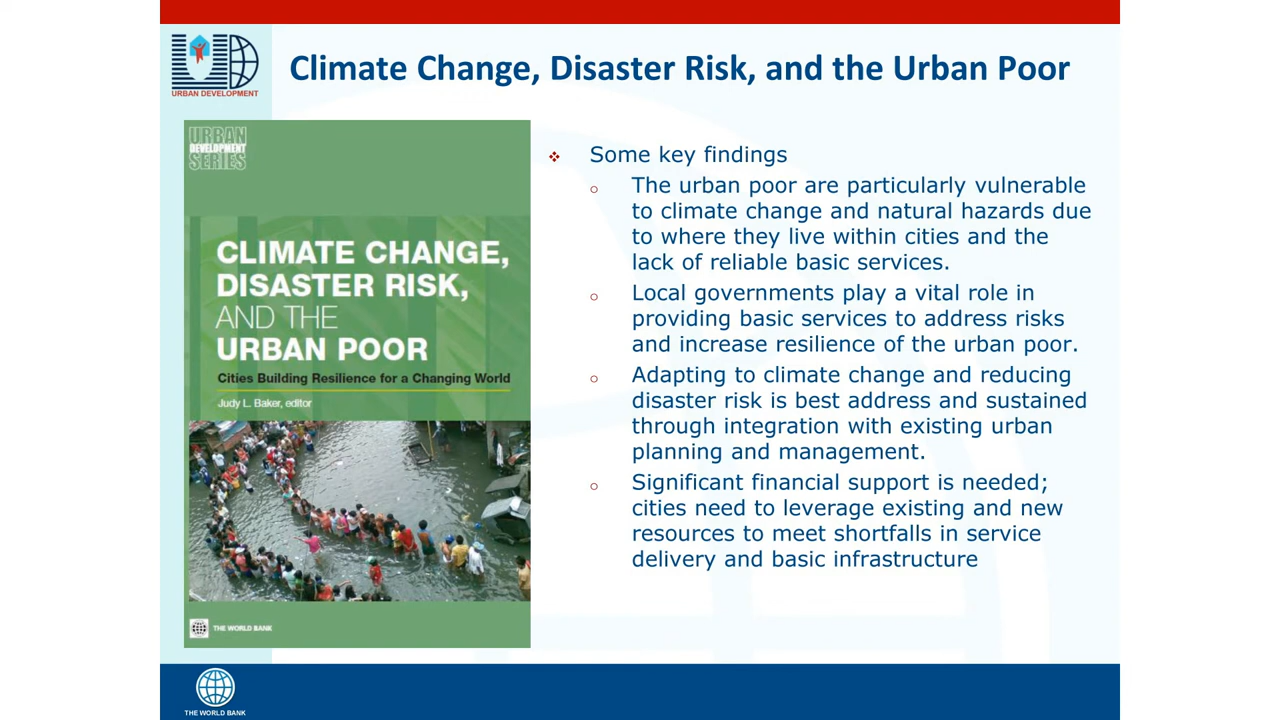 URBAN DEVELOPMENT
Climate Change, Disaster Risk, and the Urban Poor
URBAN
DEVELOPMENT
SERIES
CLIMATE CHANGE,
DISASTER RISK,
AND THE
URBAN POOR
Cities Building Resilience for a Changing World
Judy L. Baker, editor
THE WORLD BANK
Some key findings
The urban poor are particularly vulnerable
to climate change and natural hazards due
to where they live within cities and the
lack of reliable basic services.
Local governments play a vital role in
providing basic services to address risks
and increase resilience of the urban poor.
Adapting to climate change and reducing
disaster risk is best address and sustained
through integration with existing urban
planning and management.
Significant financial support is needed;
cities need to leverage existing and new
resources to meet shortfalls in service
delivery and basic infrastructure
THE WORLD BANK